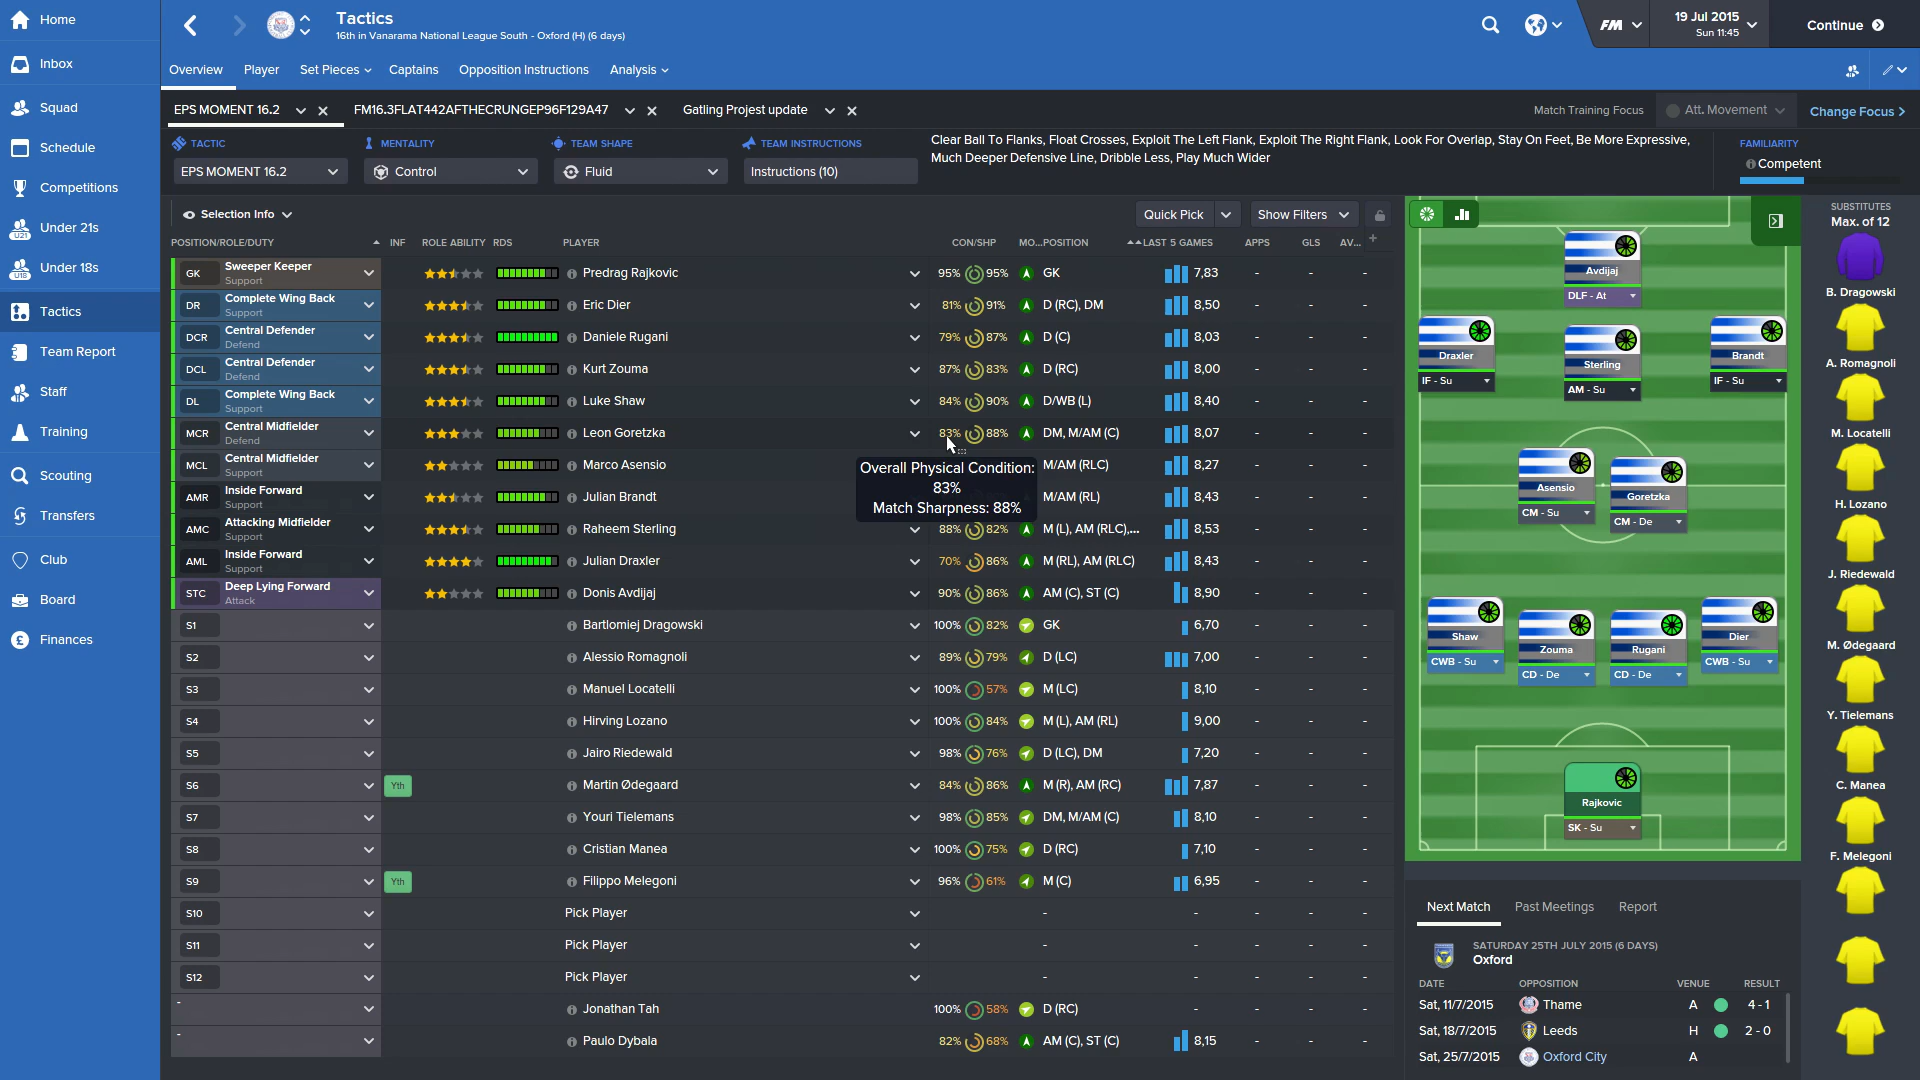 Home
Inbox
Squad
Schedule
Competitions
Under 21s
Under 18s
Tactics
Team Report
Staff
Training
Scouting
Transfers
Club
Board
Finances
Tactics
16th in Vanarama National League South - Oxford (H) (6 days)
FM
19 Jul 2015
Sun 11:45
Continue
Overview Player Set Pieces Captains Opposition Instructions Analysis
EPS MOMENT 16.2 FM16.3FLAT442AFTHECRUNGEP96F129A47 Gatling Projest update
Match Training Focus Att. Movement Change Focus >
TACTIC MENTALITY TEAM SHAPE TEAM INSTRUCTIONS
EPS MOMENT 16.2 Control Fluid Instructions (10)
Clear Ball To Flanks, Float Crosses, Exploit The Left Flank, Exploit The Right Flank, Look For Overlap, Stay On Feet, Be More Expressive,
Much Deeper Defensive Line, Dribble Less, Play Much Wider
FAMILIARITY
Competent
Selection Info Quick Pick Show Filters
POSITION/ROLE/DUTY INF ROLE ABILITY RDS PLAYER CON/SHP MO... POSITION LAST 5 GAMES APPS GLS AV... +
GK Sweeper Keeper Support Predrag Rajkovic 95% 95% GK 7,83 - - -
DR Complete Wing Back Support Eric Dier 81% 91% D (RC), DM 8,50 - - -
DCR Central Defender Defend Daniele Rugani 79% 87% D (C) 8,03 - - -
DCL Central Defender Defend Kurt Zouma 87% 83% D (RC) 8,00 - - -
DL Complete Wing Back Support Luke Shaw 84% 90% D/WB (L) 8,40 - - -
MCR Central Midfielder Defend Leon Goretzka 83% 88% DM, M/AM (C) 8,07 - - -
MCL Central Midfielder Support Marco Asensio M/AM (RLC) 8,27 - - -
AMR Inside Forward Support Julian Brandt M/AM (RL) 8,43 - - -
AMC Attacking Midfielder Support Raheem Sterling 88% 82% M (L), AM (RLC),... 8,53 - - -
AML Inside Forward Support Julian Draxler 70% 86% M (RL), AM (RLC) 8,43 - - -
STC Deep Lying Forward Attack Donis Avdijaj 90% 86% AM (C), ST (C) 8,90 - - -
S1 Bartlomiej Dragowski 100% 82% GK 6,70 - - -
S2 Alessio Romagnoli 89% 79% D (LC) 7,00 - - -
S3 Manuel Locatelli 100% 57% M (LC) 8,10 - - -
S4 Hirving Lozano 100% 84% M (L), AM (RL) 9,00 - - -
S5 Jairo Riedewald 98% 76% D (LC), DM 7,20 - - -
S6 Yth Martin Ødegaard 84% 86% M (R), AM (RC) 7,87 - - -
S7 Youri Tielemans 98% 85% DM, M/AM (C) 8,10 - - -
S8 Cristian Manea 100% 75% D (RC) 7,10 - - -
S9 Yth Filippo Melegoni 96% 61% M (C) 6,95 - - -
S10 Pick Player - - - - -
S11 Pick Player - - - - -
S12 Pick Player - - - - -
- Jonathan Tah 100% 58% D (RC) - - - -
- Paulo Dybala 82% 68% AM (C), ST (C) 8,15 - - -
Overall Physical Condition:
83%
Match Sharpness: 88%
Avdijaj
DLF - At
Draxler Sterling Brandt
IF - Su AM - Su IF - Su
Asensio Goretzka
CM - Su CM - De
Shaw Zouma Rugani Dier
CWB - Su CD - De CD - De CWB - Su
Rajkovic
SK - Su
SUBSTITUTES
Max. of 12
B. Dragowski
A. Romagnoli
M. Locatelli
H. Lozano
J. Riedewald
M. Ødegaard
Y. Tielemans
C. Manea
F. Melegoni
Next Match Past Meetings Report
SATURDAY 25TH JULY 2015 (6 DAYS)
Oxford
DATE OPPOSITION VENUE RESULT
Sat, 11/7/2015 Thame A 4 - 1
Sat, 18/7/2015 Leeds H 2 - 0
Sat, 25/7/2015 Oxford City A